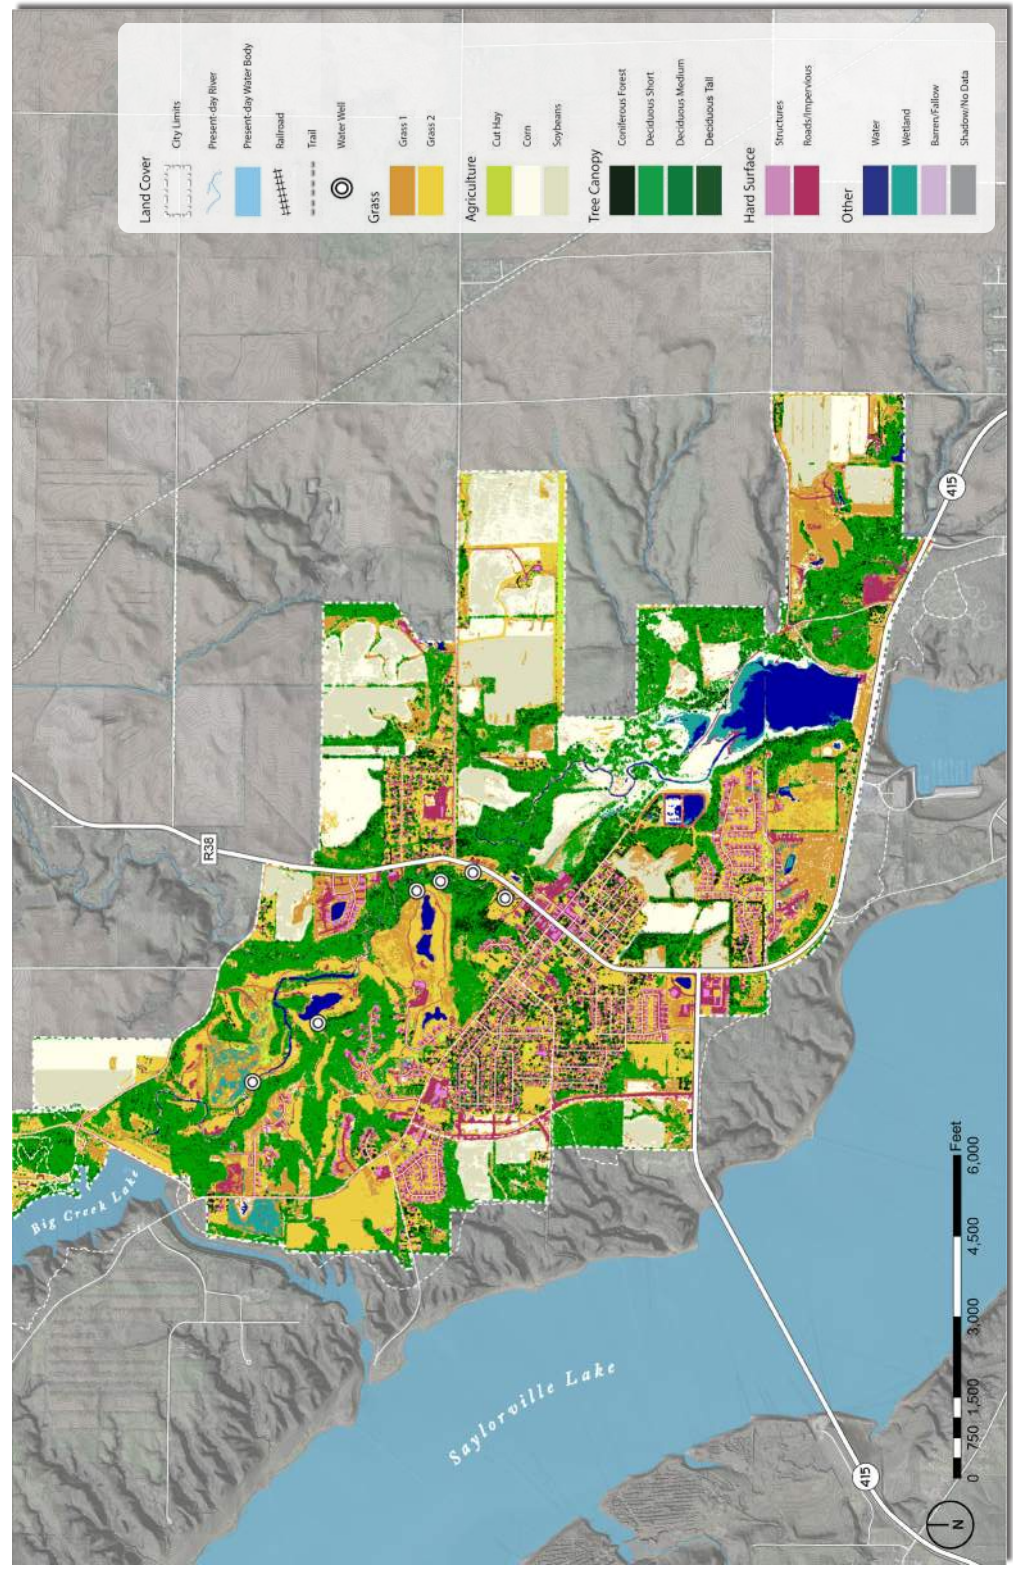 Land Cover
City Limits
Present-day River
Present-day Water Body
Railroad
Trail
Water Well
Grass
Grass 1
Grass 2
Agriculture
Cut Hay
Corn
Soybeans
Tree Canopy
Coniferous Forest
Deciduous Short
Deciduous Medium
Deciduous Tall
Hard Surface
Structures
Roads/Impervious
Other
Water
Wetland
Barren/Fallow
Shadow/No Data
R38
415
Big Creek Lake
Saylorville Lake
415
N
0 750 1,500 3,000 4,500 6,000
Feet